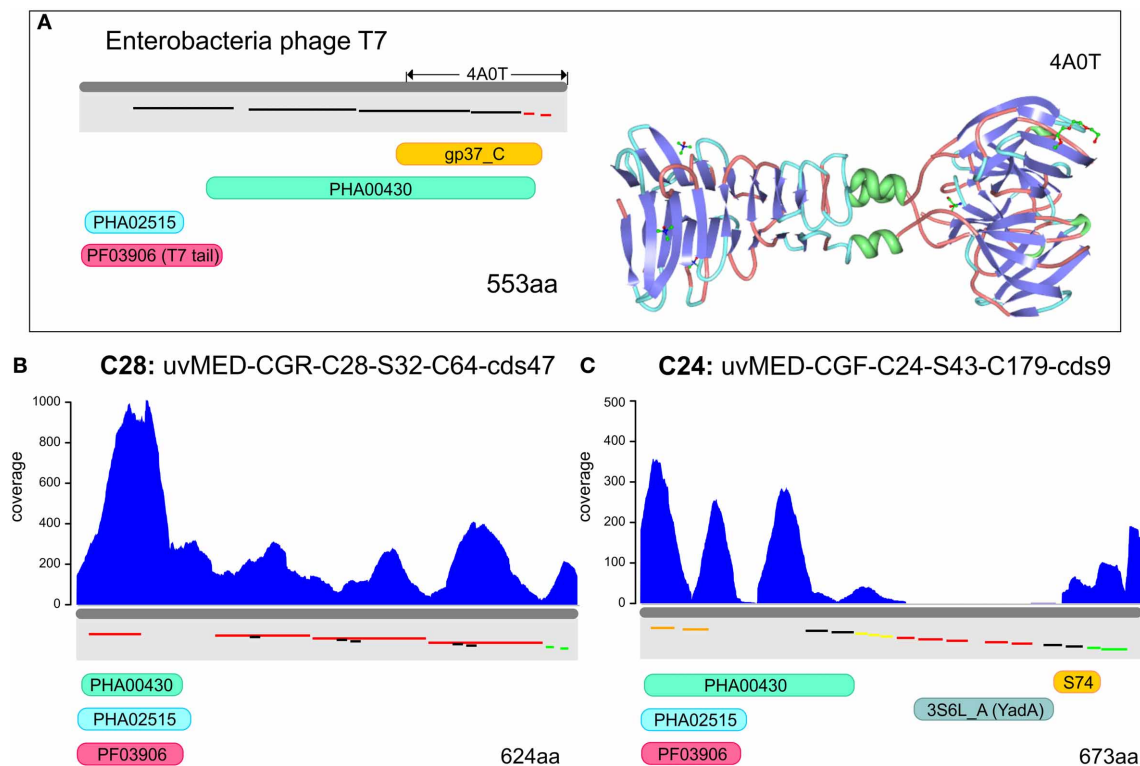 A
Enterobacteria phage T7
4A0T
4A0T
gp37_C
PHA00430
PHA02515
PF03906 (T7 tail)
553aa
B
C28: uvMED-CGR-C28-S32-C64-cds47
1000
800
600
400
200
0
coverage
PHA00430
PHA02515
PF03906
624aa
C
C24: uvMED-CGF-C24-S43-C179-cds9
500
400
300
200
100
0
coverage
PHA00430
S74
3S6L_A (YadA)
PHA02515
PF03906
673aa